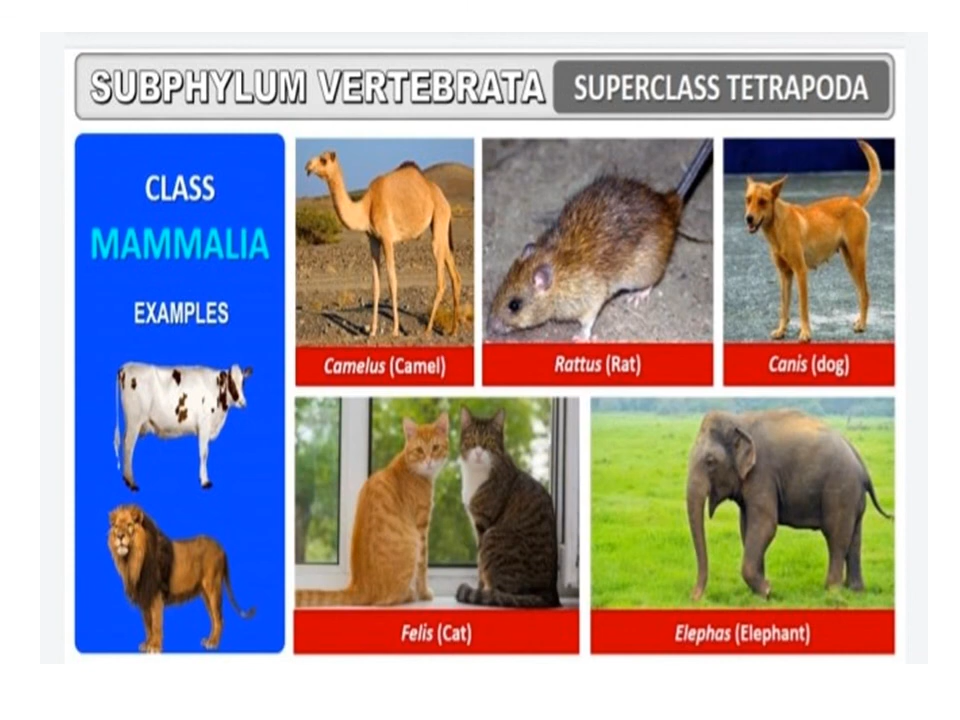 SUBPHYLUM VERTEBRATA SUPERCLASS TETRAPODA
CLASS
MAMMALIA
EXAMPLES
Camelus (Camel)
Rattus (Rat)
Canis (dog)
Felis (Cat)
Elephas (Elephant)